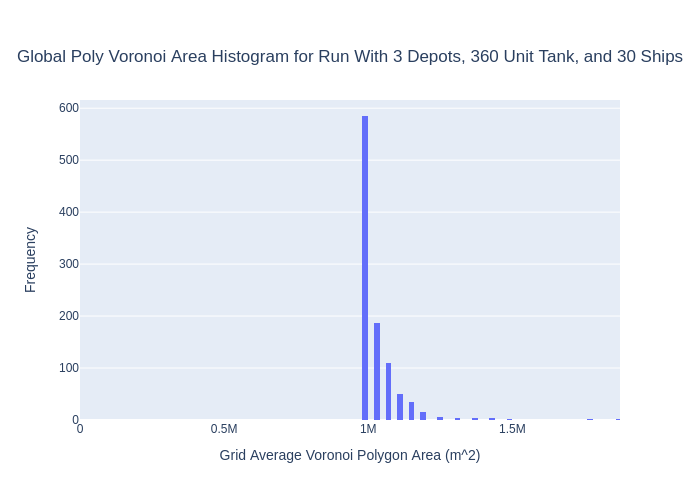 Global Poly Voronoi Area Histogram for Run With 3 Depots, 360 Unit Tank, and 30 Ships
600
500
400
300
200
100
0
Frequency
0 0.5M 1M 1.5M
Grid Average Voronoi Polygon Area (m^2)